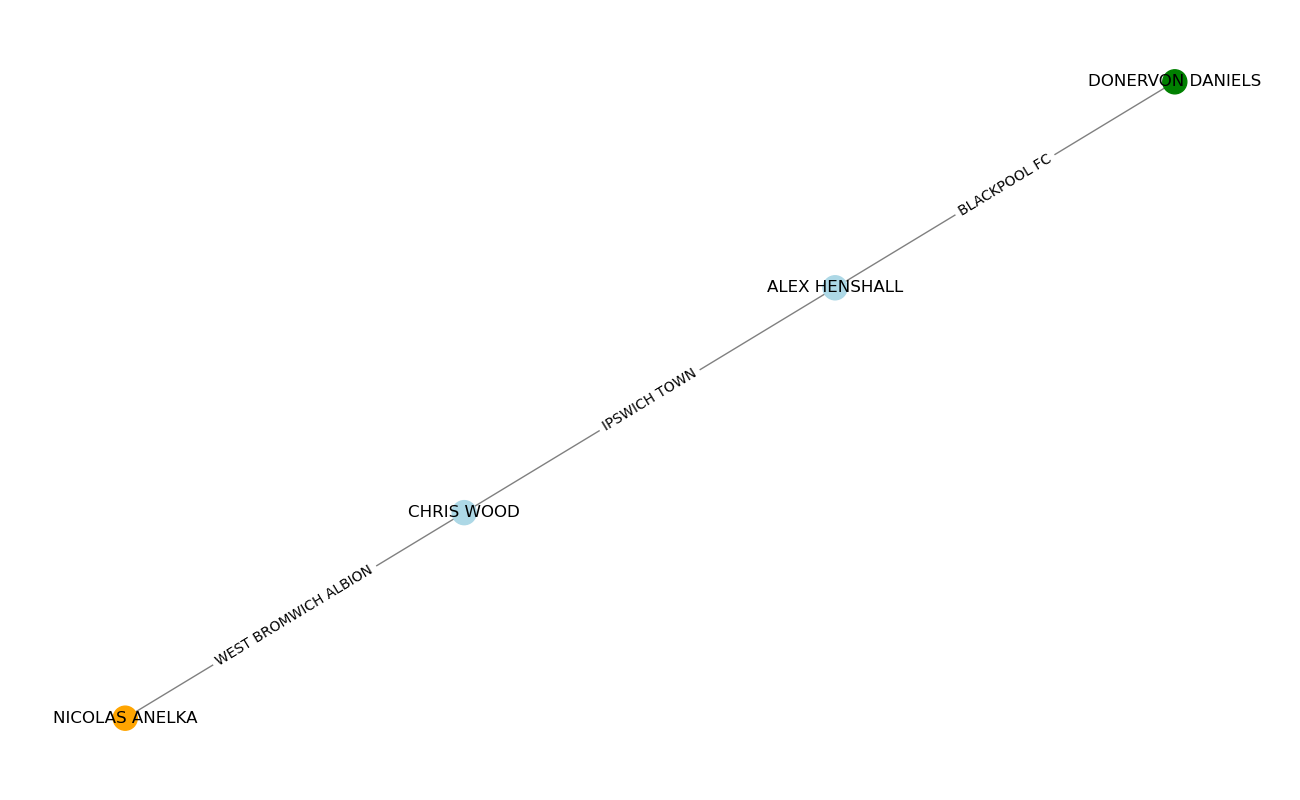 DONERVON DANIELS
BLACKPOOL FC
ALEX HENSHALL
IPSWICH TOWN
CHRIS WOOD
WEST BROMWICH ALBION
NICOLAS ANELKA